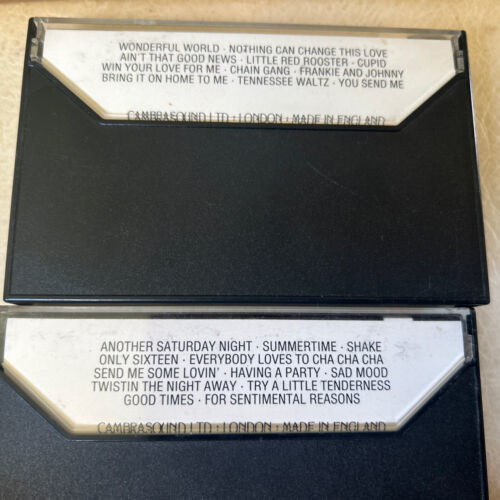 WONDERFUL WORLD · NOTHING CAN CHANGE THIS LOVE
AIN'T THAT GOOD NEWS · LITTLE RED ROOSTER · CUPID
WIN YOUR LOVE FOR ME · CHAIN GANG · FRANKIE AND JOHNNY
BRING IT ON HOME TO ME · TENNESSEE WALTZ · YOU SEND ME
CAMBRASOUND LTD · LONDON · MADE IN ENGLAND
ANOTHER SATURDAY NIGHT · SUMMERTIME · SHAKE
ONLY SIXTEEN · EVERYBODY LOVES TO CHA CHA CHA
SEND ME SOME LOVIN' · HAVING A PARTY · SAD MOOD
TWISTIN THE NIGHT AWAY · TRY A LITTLE TENDERNESS
GOOD TIMES · FOR SENTIMENTAL REASONS
CAMBRASOUND LTD · LONDON · MADE IN ENGLAND